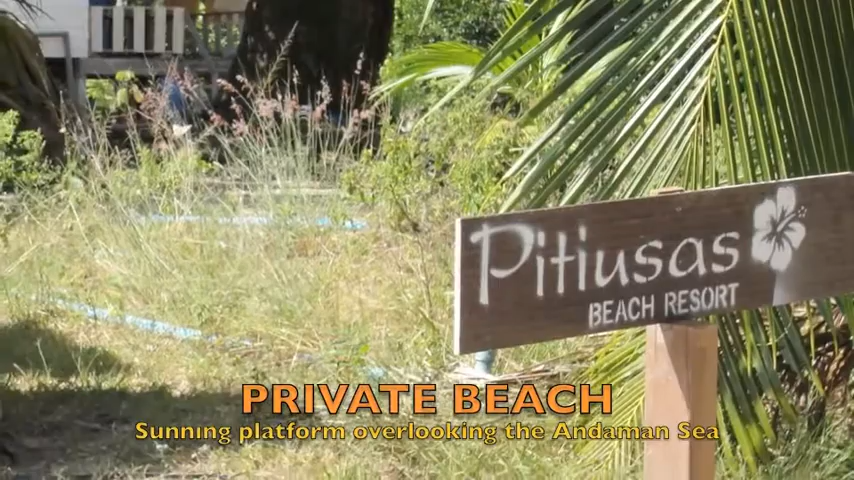 Pitiusas
BEACH RESORT
PRIVATE BEACH
Sunning platform overlooking the Andaman Sea